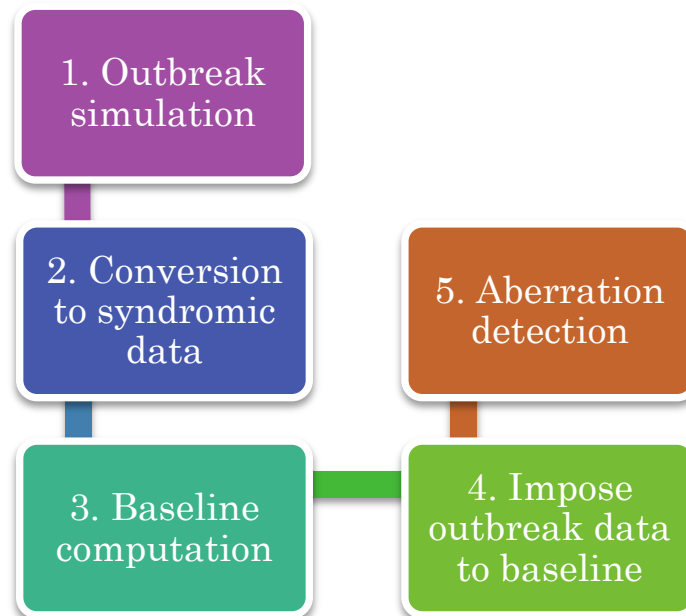 1. Outbreak
simulation
2. Conversion
to syndromic
data
3. Baseline
computation
4. Impose
outbreak data
to baseline
5. Aberration
detection